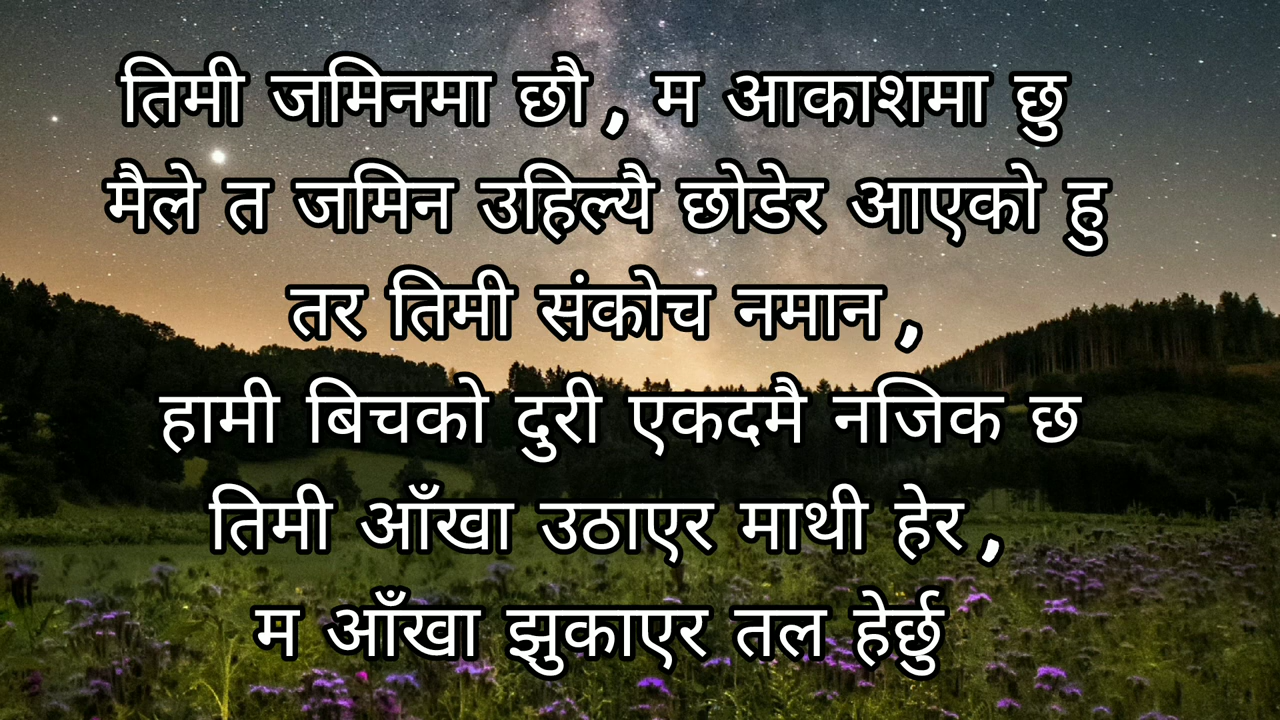 तिमी जमिनमा छौ , म आकाशमा छु
मैले त जमिन उहिल्यै छोडेर आएको हु
तर तिमी संकोच नमान ,
हामी बिचको दुरी एकदमै नजिक छ
तिमी आँखा उठाएर माथी हेर ,
म आँखा झुकाएर तल हेर्छु